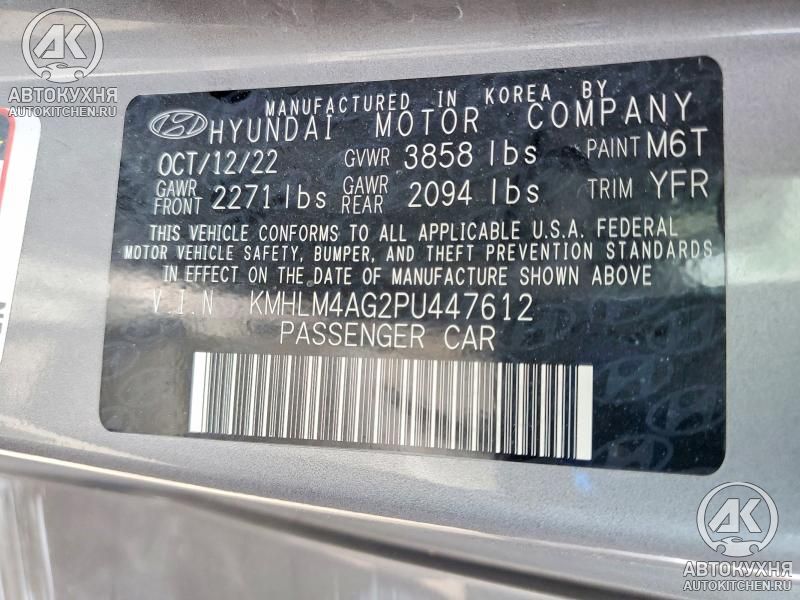 АК
АВТОКУХНЯ
AUTOKITCHEN.RU
MANUFACTURED IN KOREA BY
HYUNDAI MOTOR COMPANY
OCT/12/22 GVWR 3858 lbs PAINT M6T
GAWR FRONT 2271 lbs GAWR REAR 2094 lbs TRIM YFR
THIS VEHICLE CONFORMS TO ALL APPLICABLE U.S.A. FEDERAL
MOTOR VEHICLE SAFETY, BUMPER, AND THEFT PREVENTION STANDARDS
IN EFFECT ON THE DATE OF MANUFACTURE SHOWN ABOVE.
V.I.N KMHLM4AG2PU447612
PASSENGER CAR
АК
АВТОКУХНЯ
AUTOKITCHEN.RU